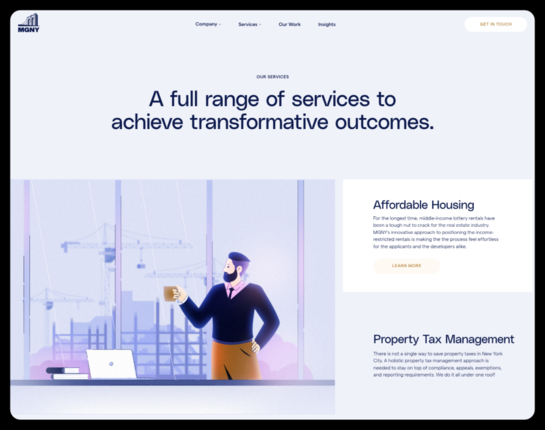 MGNY
Company
Services
Our Work
Insights
GET IN TOUCH
OUR SERVICES
A full range of services to
achieve transformative outcomes.
Affordable Housing
For the longest time, middle-income lottery rentals have
been a tough nut to crack for the real estate industry.
MGNY's innovative approach to positioning the income-
restricted rentals is making the the process feel effortless
for the applicants and the developers alike.
LEARN MORE
Property Tax Management
There is not a single way to save property taxes in New York
City. A holistic property tax management approach is
needed to stay on top of compliance, appeals, exemptions,
and reporting requirements. We do it all under one roof!